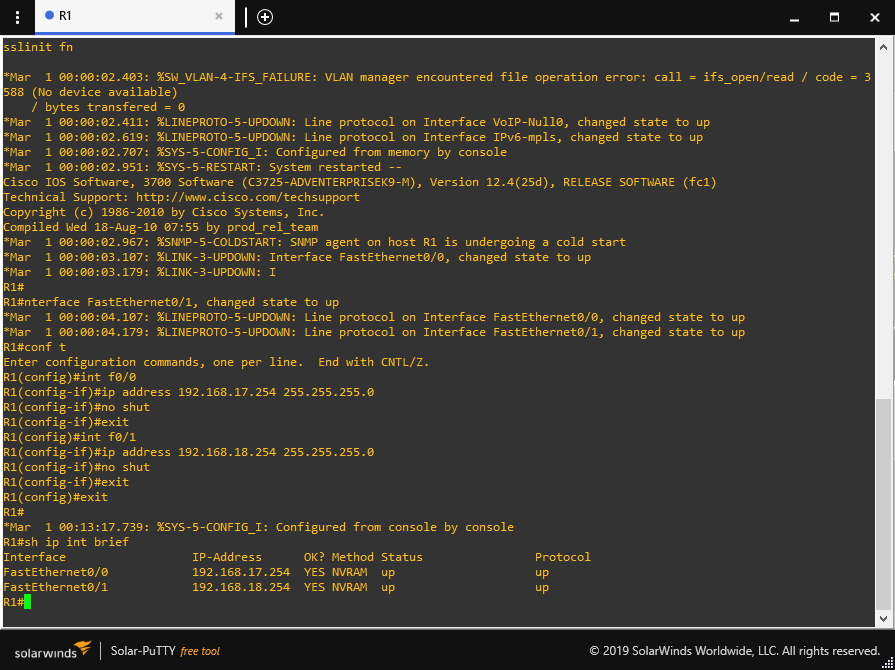 R1
sslinit fn
*Mar  1 00:00:02.403: %SW_VLAN-4-IFS_FAILURE: VLAN manager encountered file operation error: call = ifs_open/read / code = 3
588 (No device available)
    / bytes transfered = 0
*Mar  1 00:00:02.411: %LINEPROTO-5-UPDOWN: Line protocol on Interface VoIP-Null0, changed state to up
*Mar  1 00:00:02.619: %LINEPROTO-5-UPDOWN: Line protocol on Interface IPv6-mpls, changed state to up
*Mar  1 00:00:02.707: %SYS-5-CONFIG_I: Configured from memory by console
*Mar  1 00:00:02.951: %SYS-5-RESTART: System restarted --
Cisco IOS Software, 3700 Software (C3725-ADVENTERPRISEK9-M), Version 12.4(25d), RELEASE SOFTWARE (fc1)
Technical Support: http://www.cisco.com/techsupport
Copyright (c) 1986-2010 by Cisco Systems, Inc.
Compiled Wed 18-Aug-10 07:55 by prod_rel_team
*Mar  1 00:00:02.967: %SNMP-5-COLDSTART: SNMP agent on host R1 is undergoing a cold start
*Mar  1 00:00:03.107: %LINK-3-UPDOWN: Interface FastEthernet0/0, changed state to up
*Mar  1 00:00:03.179: %LINK-3-UPDOWN: I
R1#
R1#nterface FastEthernet0/1, changed state to up
*Mar  1 00:00:04.107: %LINEPROTO-5-UPDOWN: Line protocol on Interface FastEthernet0/0, changed state to up
*Mar  1 00:00:04.179: %LINEPROTO-5-UPDOWN: Line protocol on Interface FastEthernet0/1, changed state to up
R1#conf t
Enter configuration commands, one per line.  End with CNTL/Z.
R1(config)#int f0/0
R1(config-if)#ip address 192.168.17.254 255.255.255.0
R1(config-if)#no shut
R1(config-if)#exit
R1(config)#int f0/1
R1(config-if)#ip address 192.168.18.254 255.255.255.0
R1(config-if)#no shut
R1(config-if)#exit
R1(config)#exit
R1#
*Mar  1 00:13:17.739: %SYS-5-CONFIG_I: Configured from console by console
R1#sh ip int brief
Interface                  IP-Address      OK? Method Status                Protocol
FastEthernet0/0            192.168.17.254  YES NVRAM  up                    up
FastEthernet0/1            192.168.18.254  YES NVRAM  up                    up
R1#
solarwinds Solar-PuTTY free tool © 2019 SolarWinds Worldwide, LLC. All rights reserved.